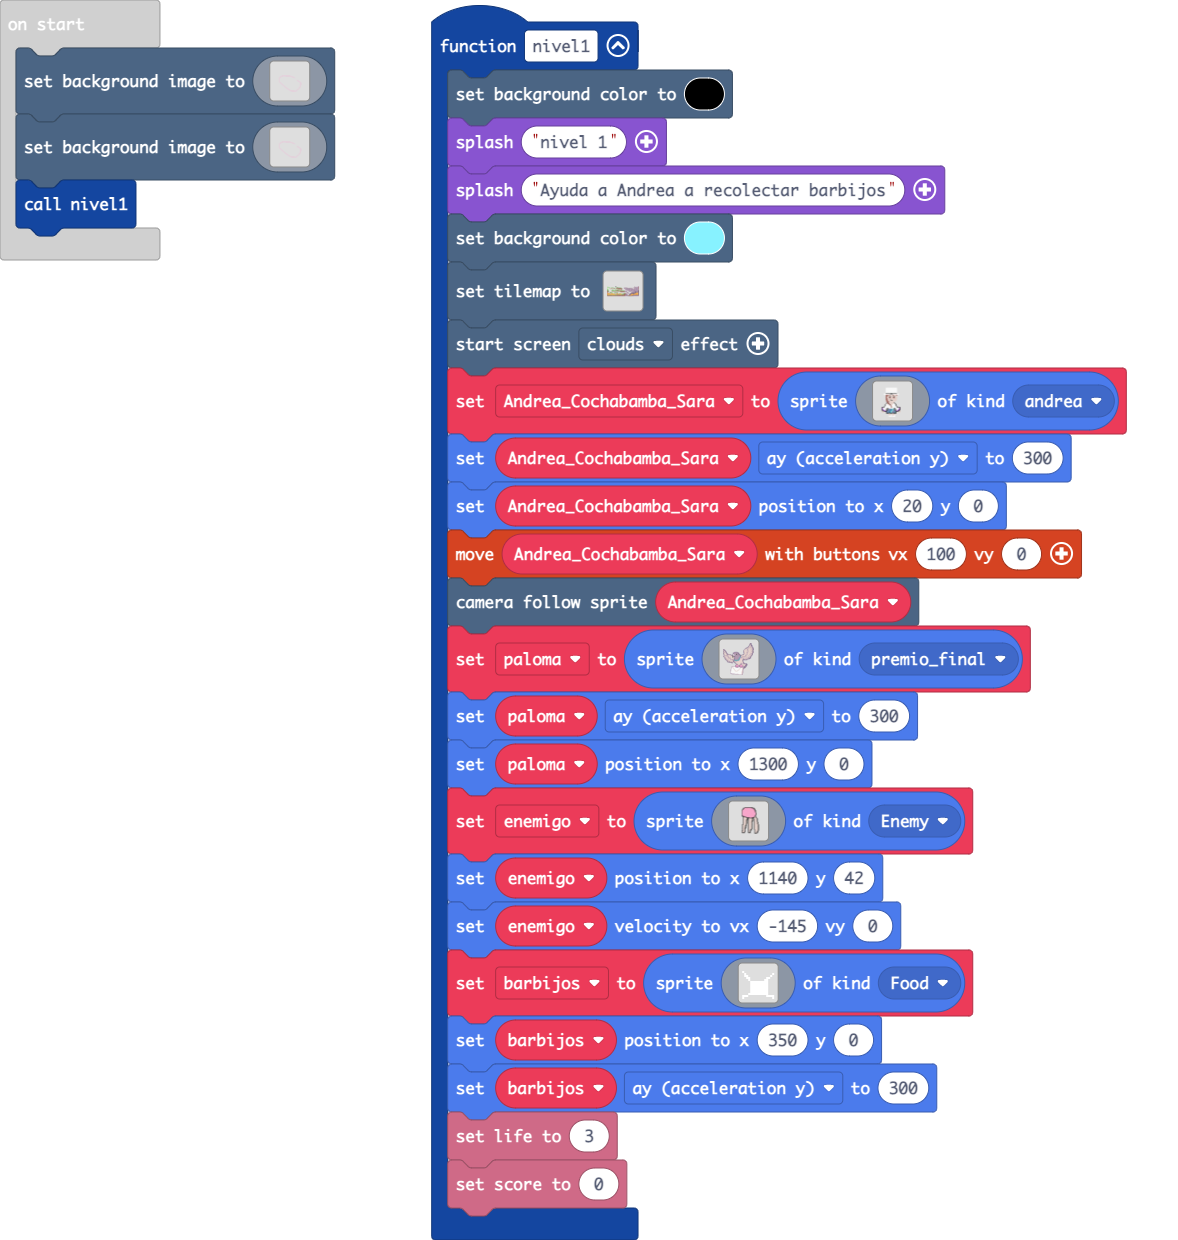 on start
set background image to
set background image to
call nivel1
function nivel1
set background color to
splash "nivel 1"
splash "Ayuda a Andrea a recolectar barbijos"
set background color to
set tilemap to
start screen clouds effect
set Andrea_Cochabamba_Sara to sprite of kind andrea
set Andrea_Cochabamba_Sara ay (acceleration y) to 300
set Andrea_Cochabamba_Sara position to x 20 y 0
move Andrea_Cochabamba_Sara with buttons vx 100 vy 0
camera follow sprite Andrea_Cochabamba_Sara
set paloma to sprite of kind premio_final
set paloma ay (acceleration y) to 300
set paloma position to x 1300 y 0
set enemigo to sprite of kind Enemy
set enemigo position to x 1140 y 42
set enemigo velocity to vx -145 vy 0
set barbijos to sprite of kind Food
set barbijos position to x 350 y 0
set barbijos ay (acceleration y) to 300
set life to 3
set score to 0